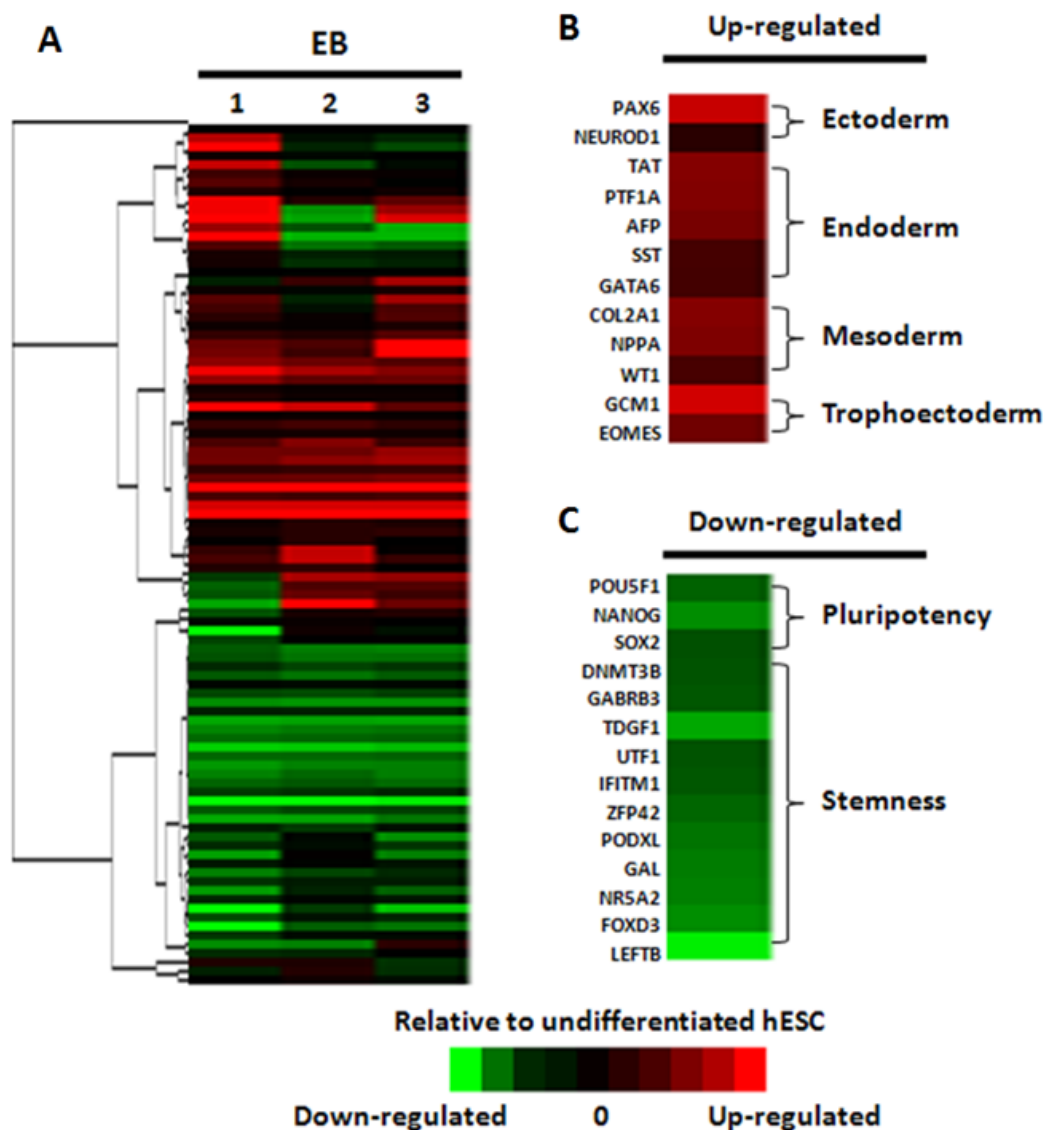 A
EB
1 2 3
B
Up-regulated
PAX6
NEUROD1
Ectoderm
TAT
PTF1A
AFP
SST
GATA6
Endoderm
COL2A1
NPPA
WT1
Mesoderm
GCM1
EOMES
Trophoectoderm
C
Down-regulated
POU5F1
NANOG
SOX2
Pluripotency
DNMT3B
GABRB3
TDGF1
UTF1
IFITM1
ZFP42
PODXL
GAL
NR5A2
FOXD3
LEFTB
Stemness
Relative to undifferentiated hESC
Down-regulated 0 Up-regulated